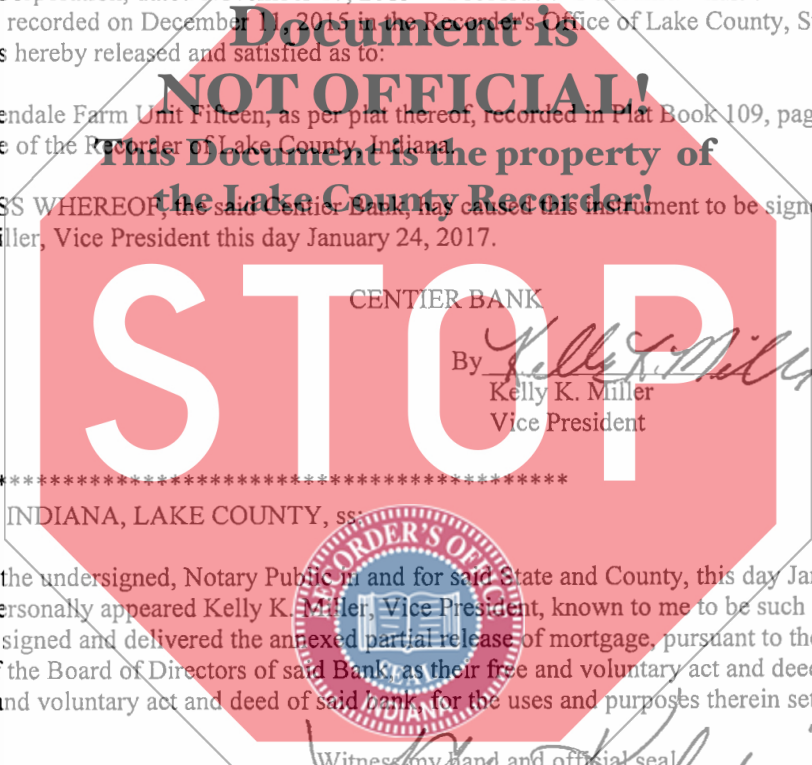 recorded on December 11, 2015 in the Recorder's Office of Lake County, S
hereby released and satisfied as to:
Document is
NOT OFFICIAL!
endale Farm Unit Fifteen, as per plat thereof, recorded in Plat Book 109, pag
of the Recorder of Lake County, Indiana.
This Document is the property of
the Lake County Recorder!
SS WHEREOF, the said Centier Bank, has caused this instrument to be signe
iller, Vice President this day January 24, 2017.
STOP
CENTIER BANK
By Kelly K. Miller
Kelly K. Miller
Vice President
*********************************************
INDIANA, LAKE COUNTY, ss:
RECORDER'S OFFICE
SEAL
INDIANA
the undersigned, Notary Public in and for said State and County, this day Jan
ersonally appeared Kelly K. Miller, Vice President, known to me to be such
signed and delivered the annexed partial release of mortgage, pursuant to the
f the Board of Directors of said Bank, as their free and voluntary act and deed
and voluntary act and deed of said bank, for the uses and purposes therein set
Witness my hand and official seal